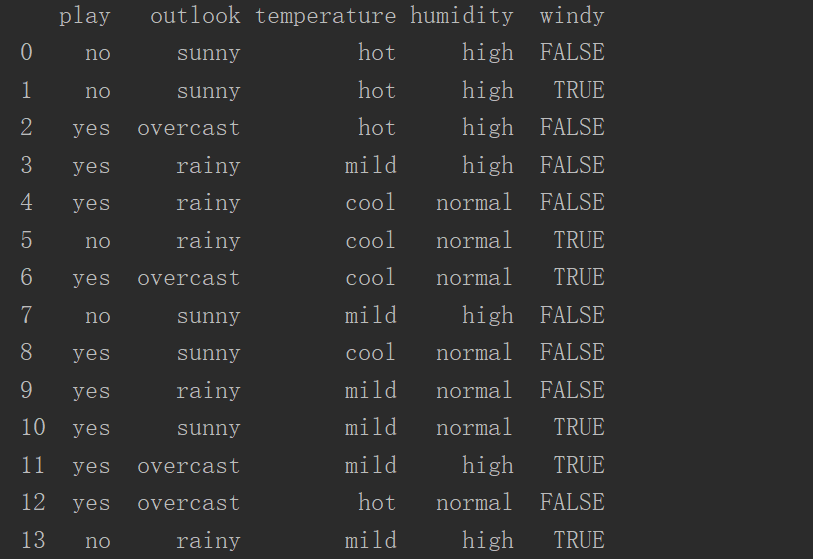 play outlook temperature humidity windy
0 no sunny hot high FALSE
1 no sunny hot high TRUE
2 yes overcast hot high FALSE
3 yes rainy mild high FALSE
4 yes rainy cool normal FALSE
5 no rainy cool normal TRUE
6 yes overcast cool normal TRUE
7 no sunny mild high FALSE
8 yes sunny cool normal FALSE
9 yes rainy mild normal FALSE
10 yes sunny mild normal TRUE
11 yes overcast mild high TRUE
12 yes overcast hot normal FALSE
13 no rainy mild high TRUE